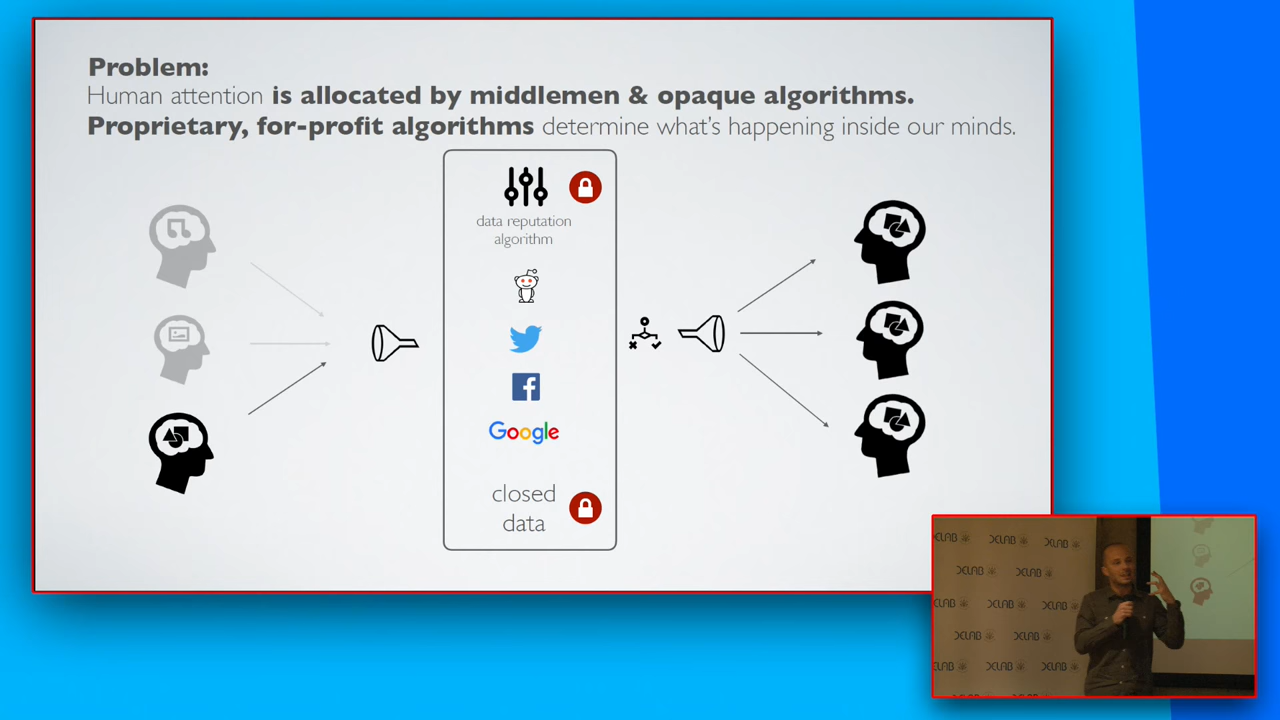 Problem:
Human attention is allocated by middlemen & opaque algorithms.
Proprietary, for-profit algorithms determine what's happening inside our minds.
data reputation
algorithm
Google
closed
data